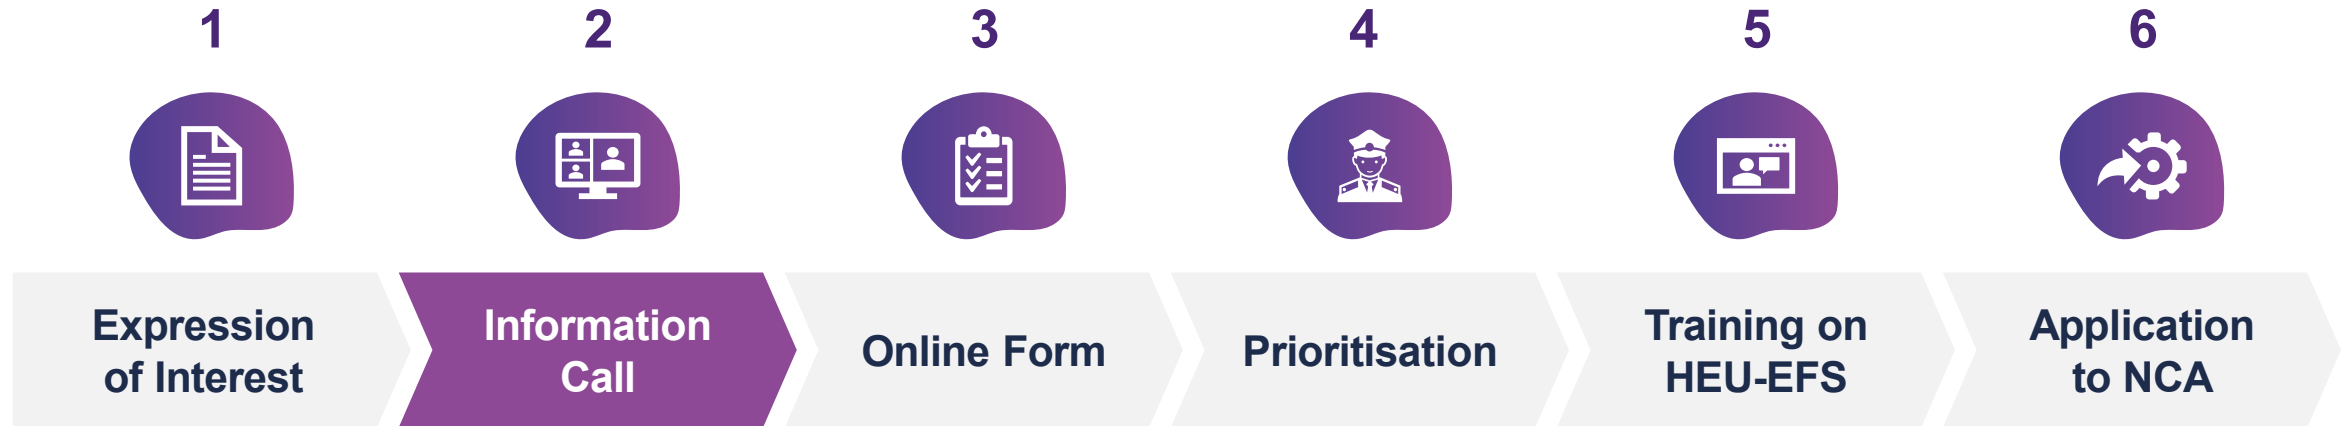 1
2
3
4
5
6
Expression
of Interest
Information
Call
Online Form
Prioritisation
Training on
HEU-EFS
Application
to NCA